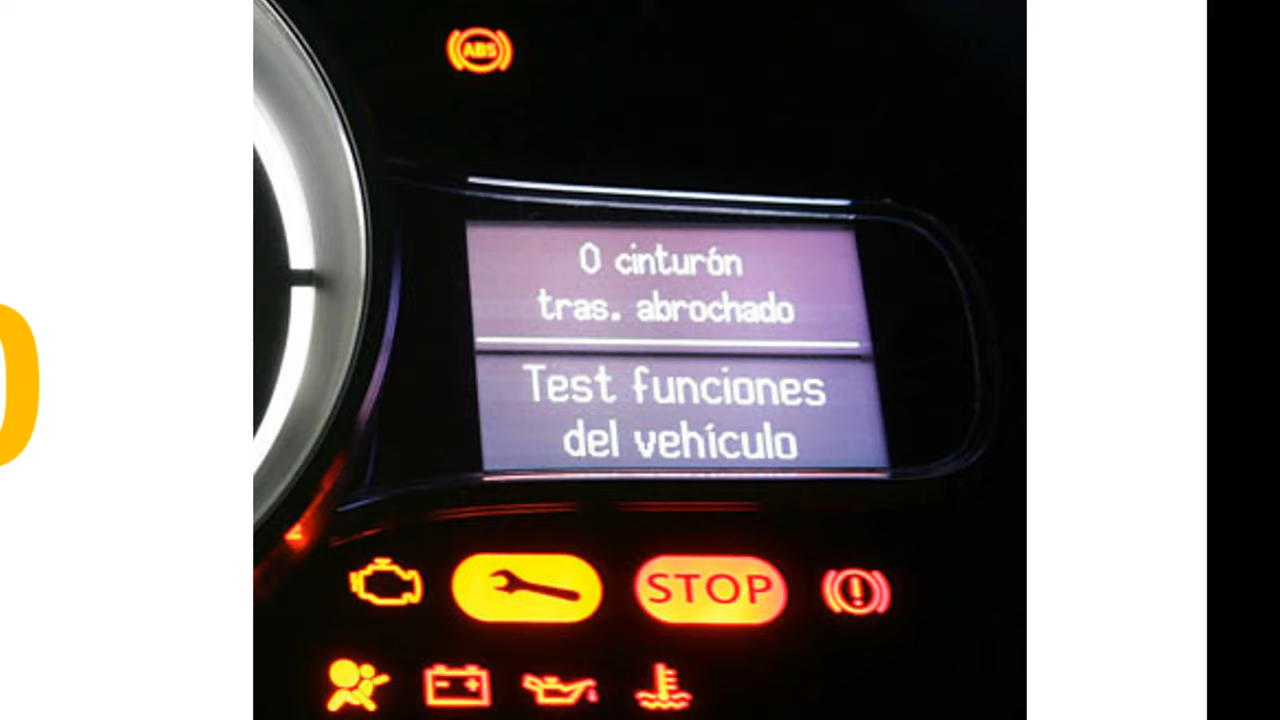 ABS
0 cinturón
tras. abrochado
Test funciones
del vehículo
STOP